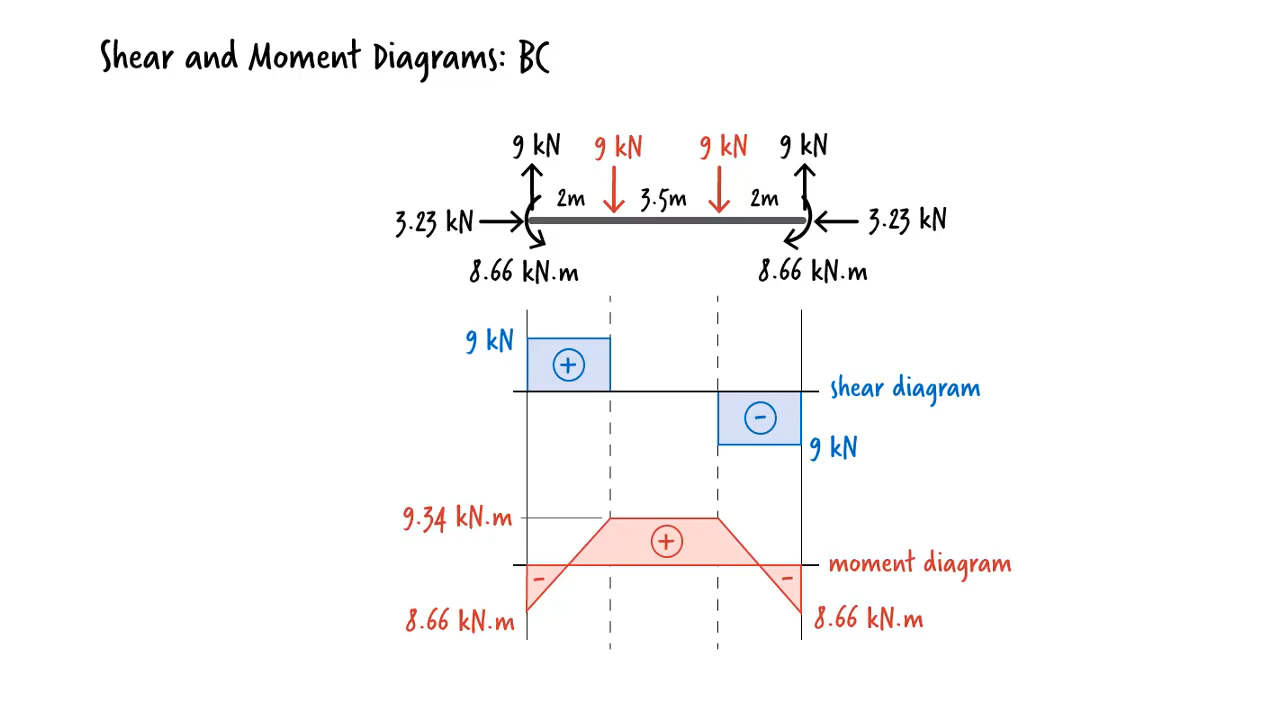 Shear and Moment Diagrams: BC
9 kN 9 kN 9 kN 9 kN
2m 3.5m 2m
3.23 kN 3.23 kN
8.66 kN.m 8.66 kN.m
9 kN
+
shear diagram
-
9 kN
9.34 kN.m
+
moment diagram
- -
8.66 kN.m 8.66 kN.m